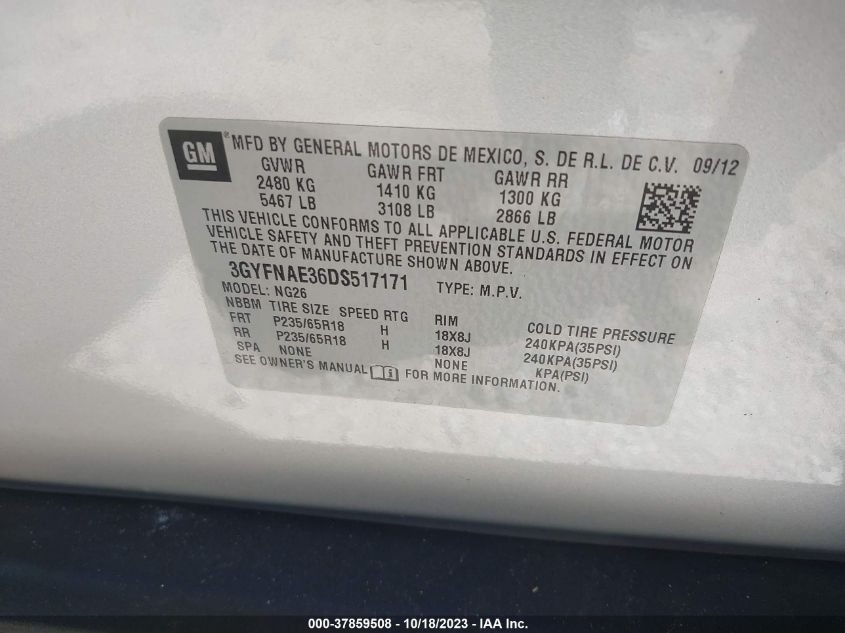 GM ® MFD BY GENERAL MOTORS DE MEXICO, S. DE R.L. DE C.V. 09/12
GVWR GAWR FRT GAWR RR
2480 KG 1410 KG 1300 KG
5467 LB 3108 LB 2866 LB
THIS VEHICLE CONFORMS TO ALL APPLICABLE U.S. FEDERAL MOTOR
VEHICLE SAFETY AND THEFT PREVENTION STANDARDS IN EFFECT ON
THE DATE OF MANUFACTURE SHOWN ABOVE.
3GYFNAE36DS517171 TYPE: M.P.V.
MODEL: NG26
NBBM TIRE SIZE SPEED RTG RIM COLD TIRE PRESSURE
FRT P235/65R18 H 18X8J 240KPA(35PSI)
RR P235/65R18 H 18X8J 240KPA(35PSI)
SPA NONE NONE KPA(PSI)
SEE OWNER'S MANUAL FOR MORE INFORMATION.
000-37859508 - 10/18/2023 - IAA Inc.